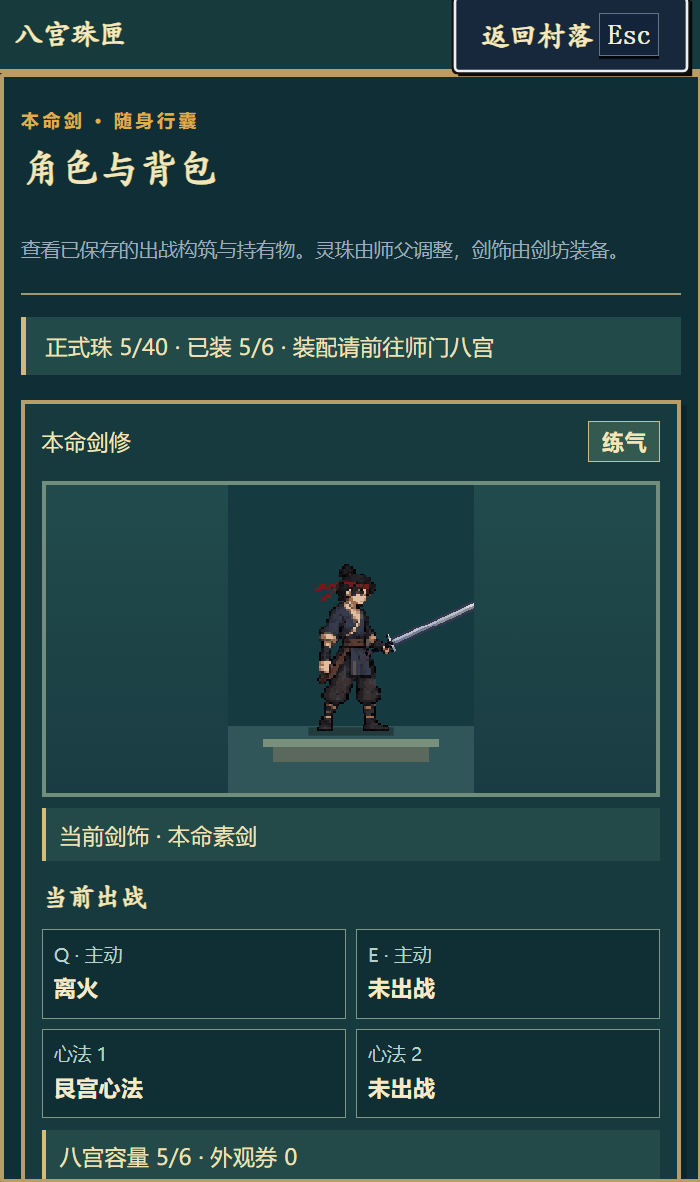 八宫珠匣
返回村落 Esc
本命剑 • 随身行囊
角色与背包
查看已保存的出战构筑与持有物。灵珠由师父调整，剑饰由剑坊装备。
正式珠 5/40 · 已装 5/6 · 装配请前往师门八宫
本命剑修
练气
当前剑饰 · 本命素剑
当前出战
Q · 主动
离火
E · 主动
未出战
心法 1
艮宫心法
心法 2
未出战
八宫容量 5/6 · 外观券 0